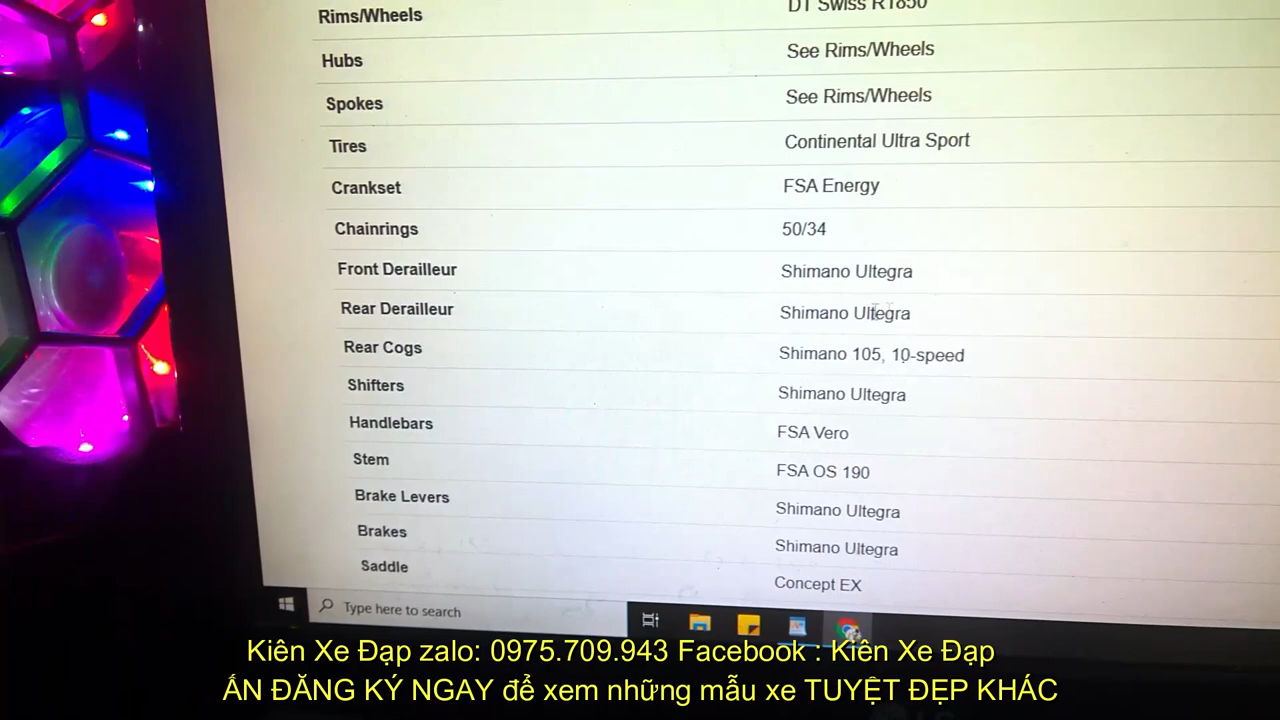 Rims/Wheels DT Swiss R1850
Hubs See Rims/Wheels
Spokes See Rims/Wheels
Tires Continental Ultra Sport
Crankset FSA Energy
Chainrings 50/34
Front Derailleur Shimano Ultegra
Rear Derailleur Shimano Ultegra
Rear Cogs Shimano 105, 10-speed
Shifters Shimano Ultegra
Handlebars FSA Vero
Stem FSA OS 190
Brake Levers Shimano Ultegra
Brakes Shimano Ultegra
Saddle Concept EX
Type here to search
Kiên Xe Đạp zalo: 0975.709.943 Facebook : Kiên Xe Đạp
ẤN ĐĂNG KÝ NGAY để xem những mẫu xe TUYỆT ĐẸP KHÁC